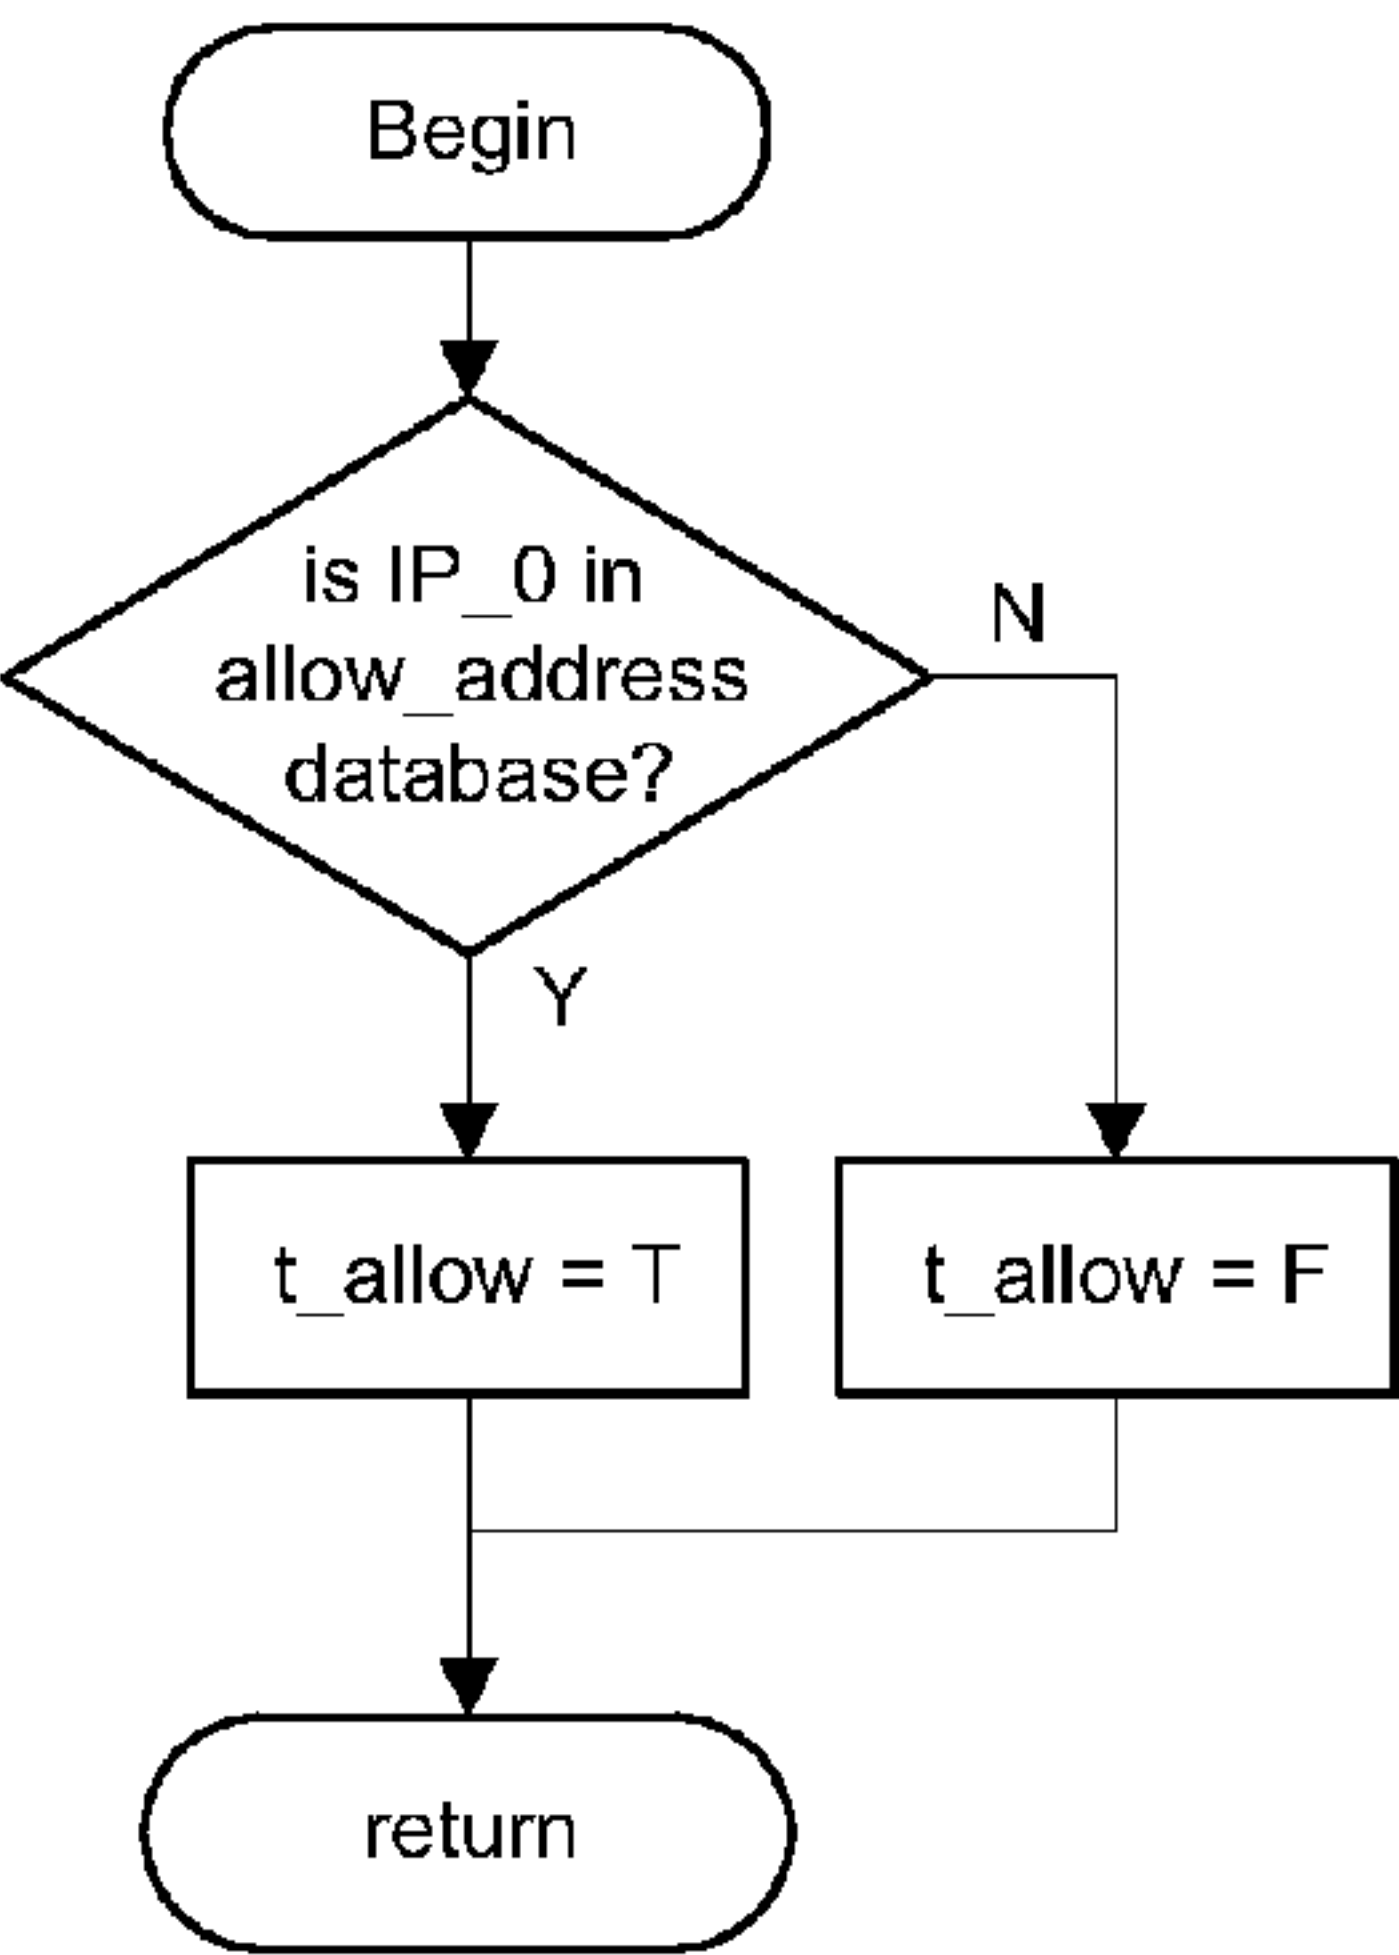 Begin
is IP_0 in
allow_address
database?
N
Y
t_allow = T
t_allow = F
return